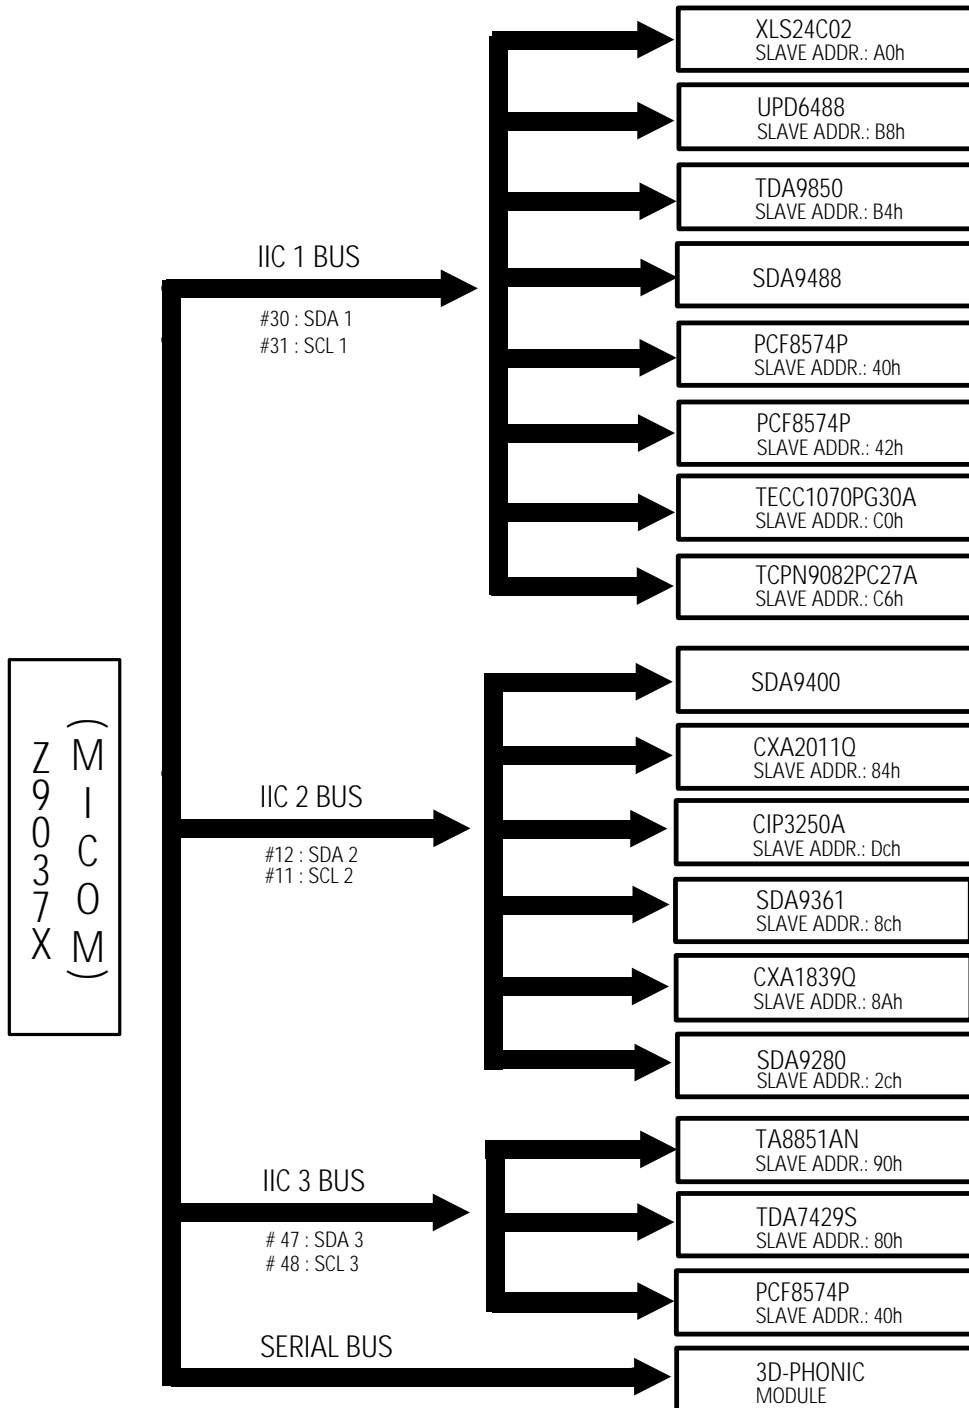 XLS24C02
SLAVE ADDR.: A0h
UPD6488
SLAVE ADDR.: B8h
TDA9850
SLAVE ADDR.: B4h
IIC 1 BUS
#30 : SDA 1
#31 : SCL 1
SDA9488
PCF8574P
SLAVE ADDR.: 40h
PCF8574P
SLAVE ADDR.: 42h
TECC1070PG30A
SLAVE ADDR.: C0h
TCPN9082PC27A
SLAVE ADDR.: C6h
Z9037X
(MICOM)
IIC 2 BUS
#12 : SDA 2
#11 : SCL 2
SDA9400
CXA2011Q
SLAVE ADDR.: 84h
CIP3250A
SLAVE ADDR.: Dch
SDA9361
SLAVE ADDR.: 8ch
CXA1839Q
SLAVE ADDR.: 8Ah
SDA9280
SLAVE ADDR.: 2ch
IIC 3 BUS
# 47 : SDA 3
# 48 : SCL 3
TA8851AN
SLAVE ADDR.: 90h
TDA7429S
SLAVE ADDR.: 80h
PCF8574P
SLAVE ADDR.: 40h
SERIAL BUS
3D-PHONIC
MODULE